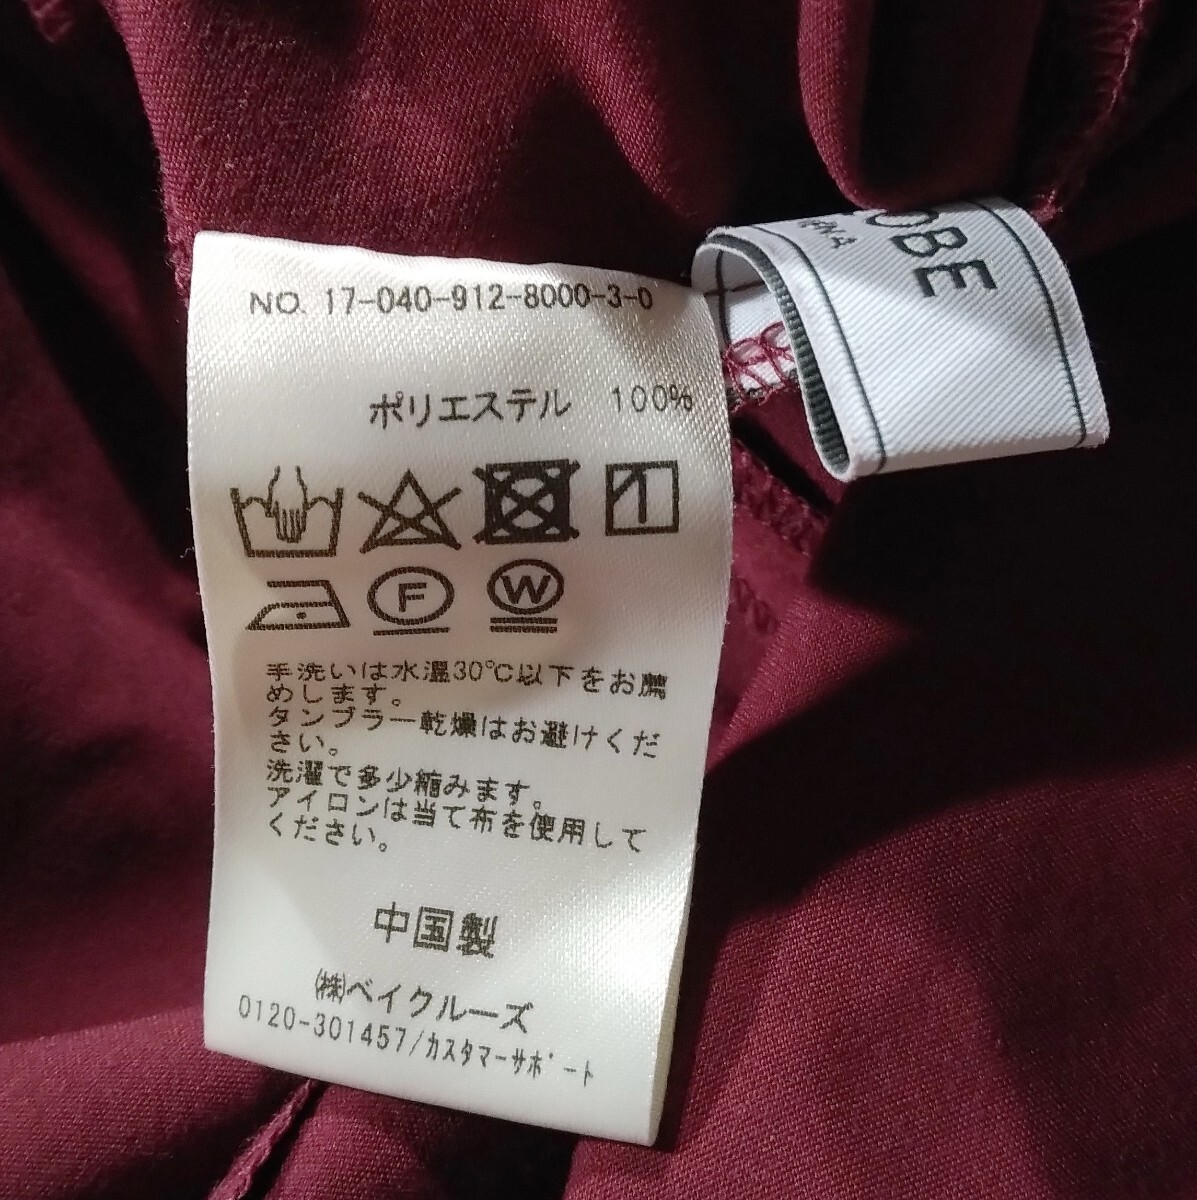 NO. 17-040-912-8000-3-0
ポリエステル 100%
F
W
手洗いは水温30℃以下をお薦
めします。
タンブラー乾燥はお避けくだ
さい。
洗濯で多少縮みます。
アイロンは当て布を使用して
ください。
中国製
㈱ベイクルーズ
0120-301457/カスタマーサポート
OBE